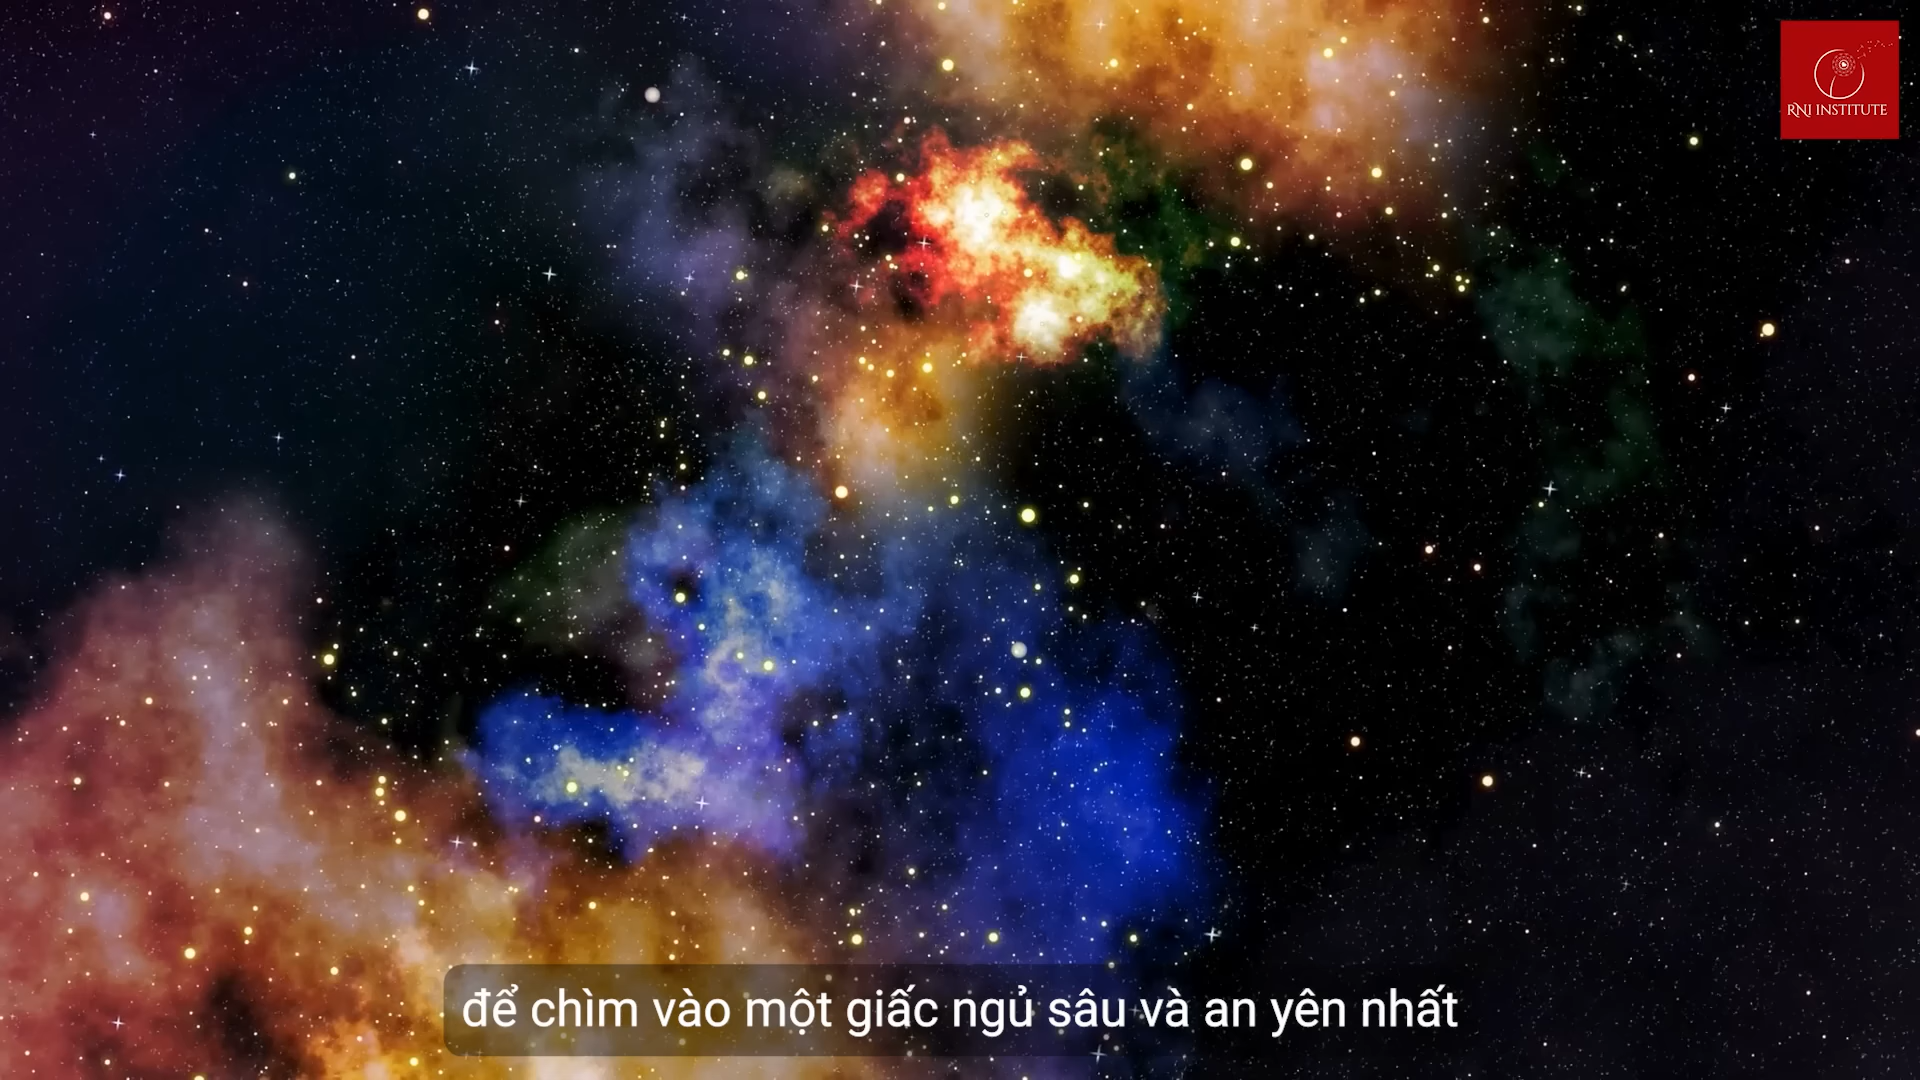 RNI INSTITUTE
để chìm vào một giấc ngủ sâu và an yên nhất